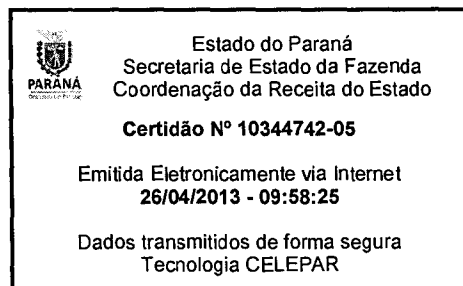 Estado do Paraná
Secretaria de Estado da Fazenda
Coordenação da Receita do Estado
PARANÁ
Certidão Nº 10344742-05
Emitida Eletronicamente via Internet
26/04/2013 - 09:58:25
Dados transmitidos de forma segura
Tecnologia CELEPAR